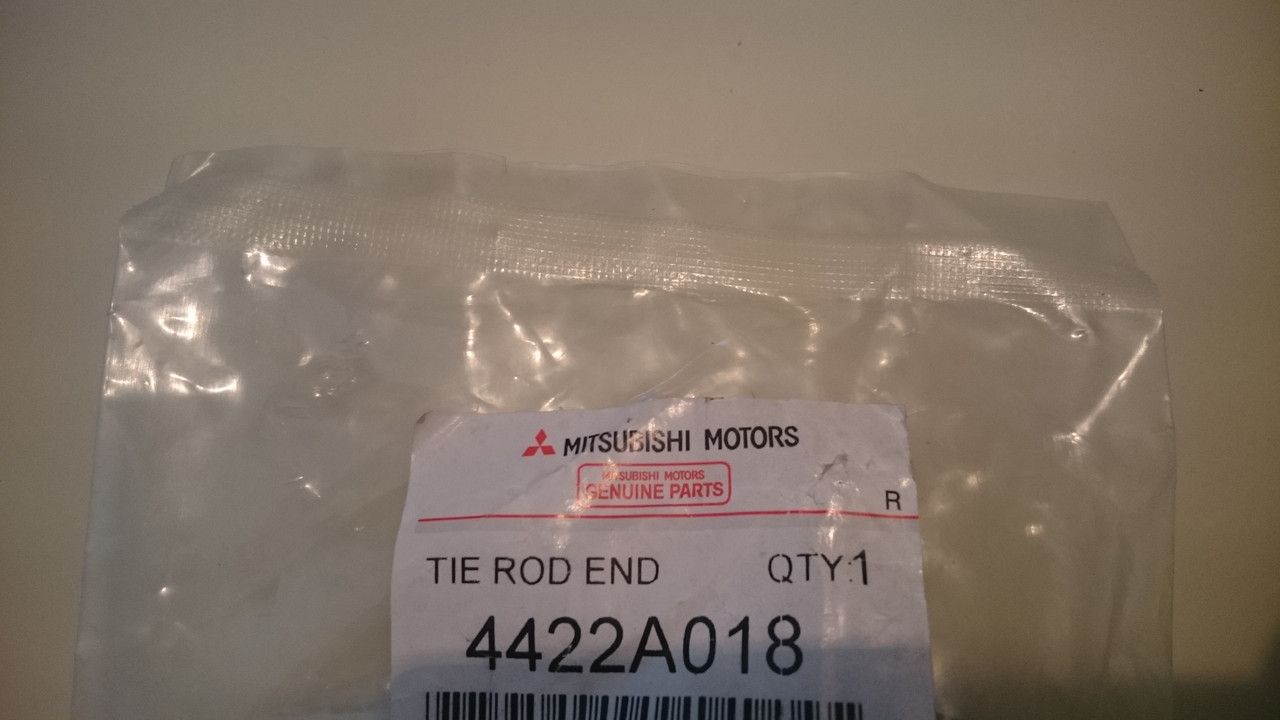 MITSUBISHI MOTORS
MITSUBISHI MOTORS
GENUINE PARTS
R
TIE ROD END QTY:1
4422A018